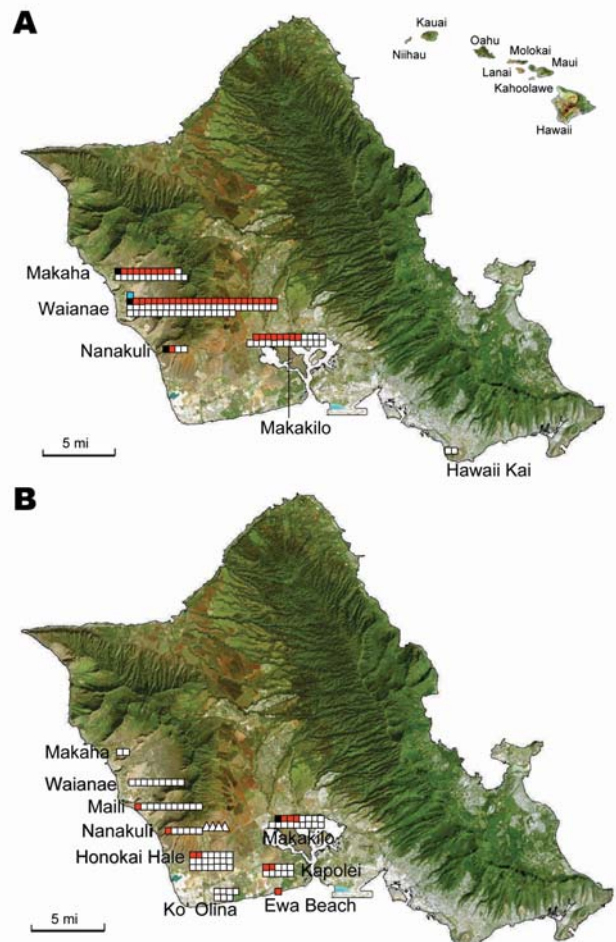 A
Kauai
Niihau
Oahu
Molokai
Lanai
Maui
Kahoolawe
Hawaii
Makaha
Waianae
Nanakuli
Makakilo
5 mi
Hawaii Kai
B
Makaha
Waianae
Maili
Nanakuli
Makakilo
Honokai Hale
Kapolei
Ko Olina
Ewa Beach
5 mi